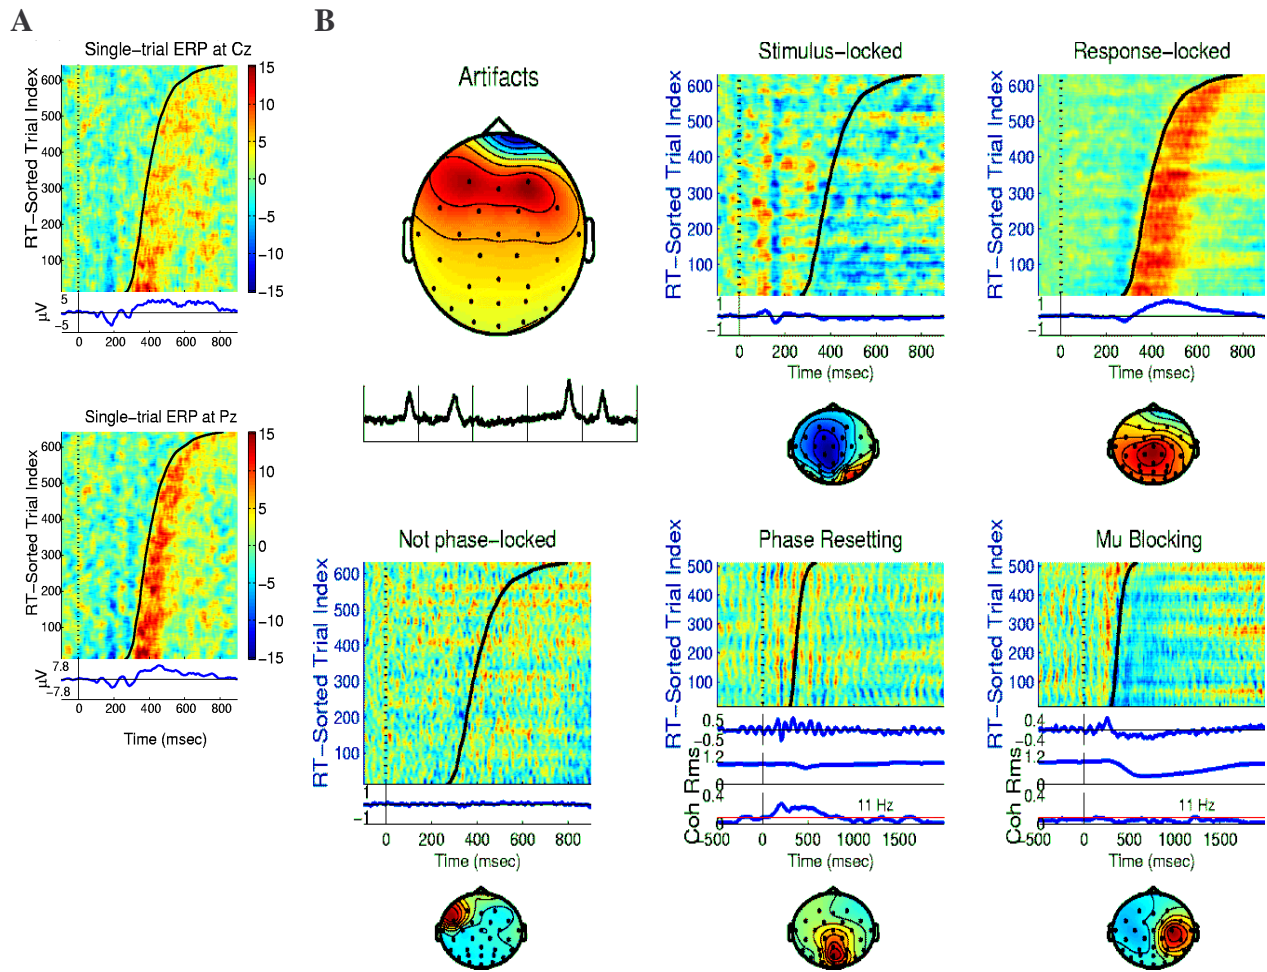 A
B
Single-trial ERP at Cz
RT-Sorted Trial Index
600
500
400
300
200
100
15
10
5
0
-5
-10
-15
µV
5
-5
0 200 400 600 800
Single-trial ERP at Pz
RT-Sorted Trial Index
600
500
400
300
200
100
15
10
5
0
-5
-10
-15
µV
7.8
-7.8
0 200 400 600 800
Time (msec)
Artifacts
Stimulus-locked
RT-Sorted Trial Index
600
500
400
300
200
100
1
-1
0 200 400 600 800
Time (msec)
Response-locked
RT-Sorted Trial Index
600
500
400
300
200
100
1
-1
0 200 400 600 800
Time (msec)
Not phase-locked
RT-Sorted Trial Index
600
500
400
300
200
100
1
-1
0 200 400 600 800
Time (msec)
Phase Resetting
RT-Sorted Trial Index
500
400
300
200
100
0.5
-0.5
Rms
1.2
0
Coh
0.4
0
11 Hz
-500 0 500 1000 1500
Time (msec)
Mu Blocking
RT-Sorted Trial Index
500
400
300
200
100
0.4
-0.4
Rms
1.2
0
Coh
0.4
0
11 Hz
-500 0 500 1000 1500
Time (msec)